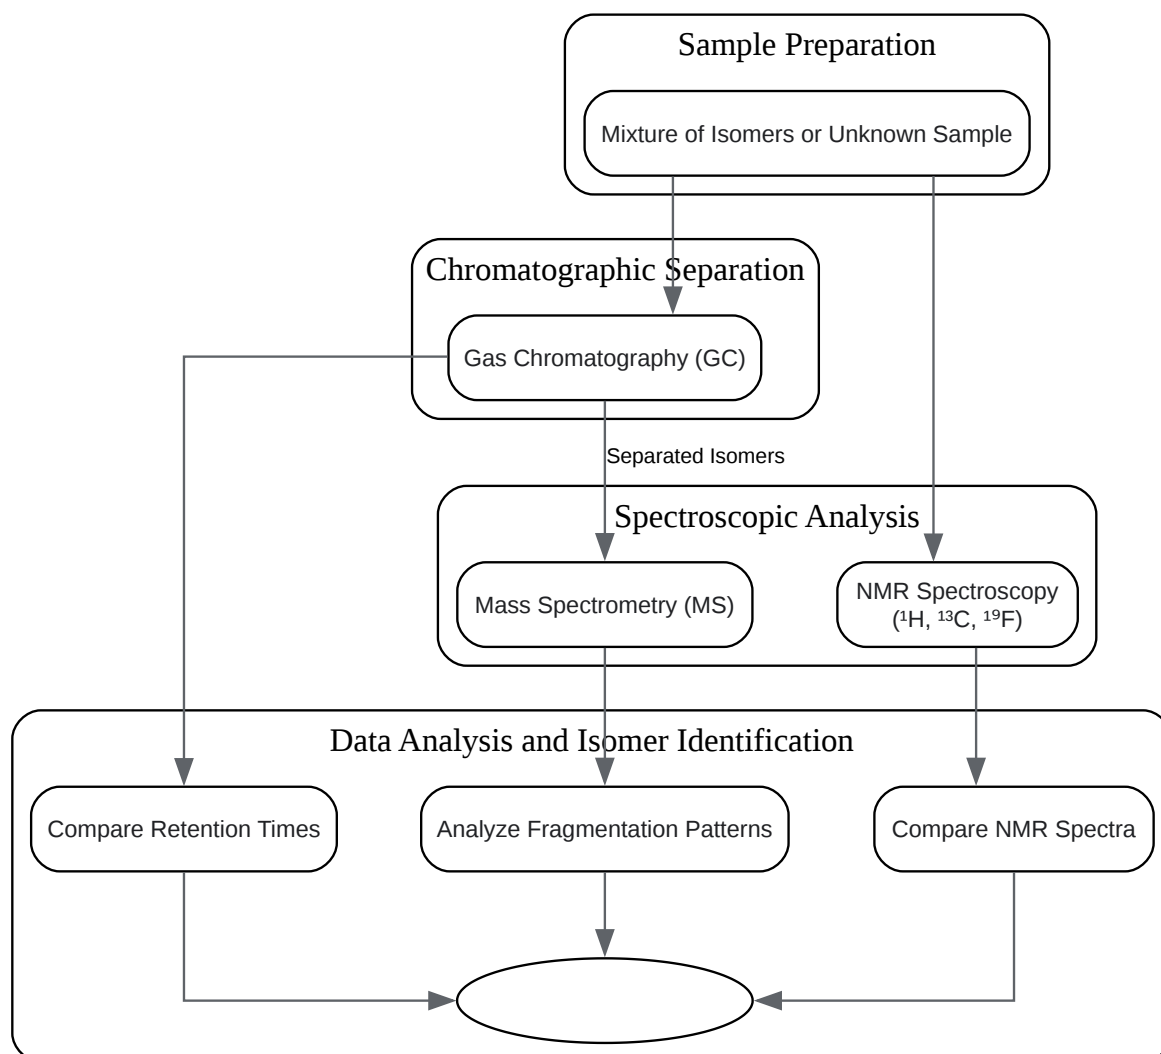 Sample Preparation
Mixture of Isomers or Unknown Sample
Chromatographic Separation
Gas Chromatography (GC)
Separated Isomers
Spectroscopic Analysis
Mass Spectrometry (MS)
NMR Spectroscopy
(¹H, ¹³C, ¹⁹F)
Data Analysis and Isomer Identification
Compare Retention Times
Analyze Fragmentation Patterns
Compare NMR Spectra